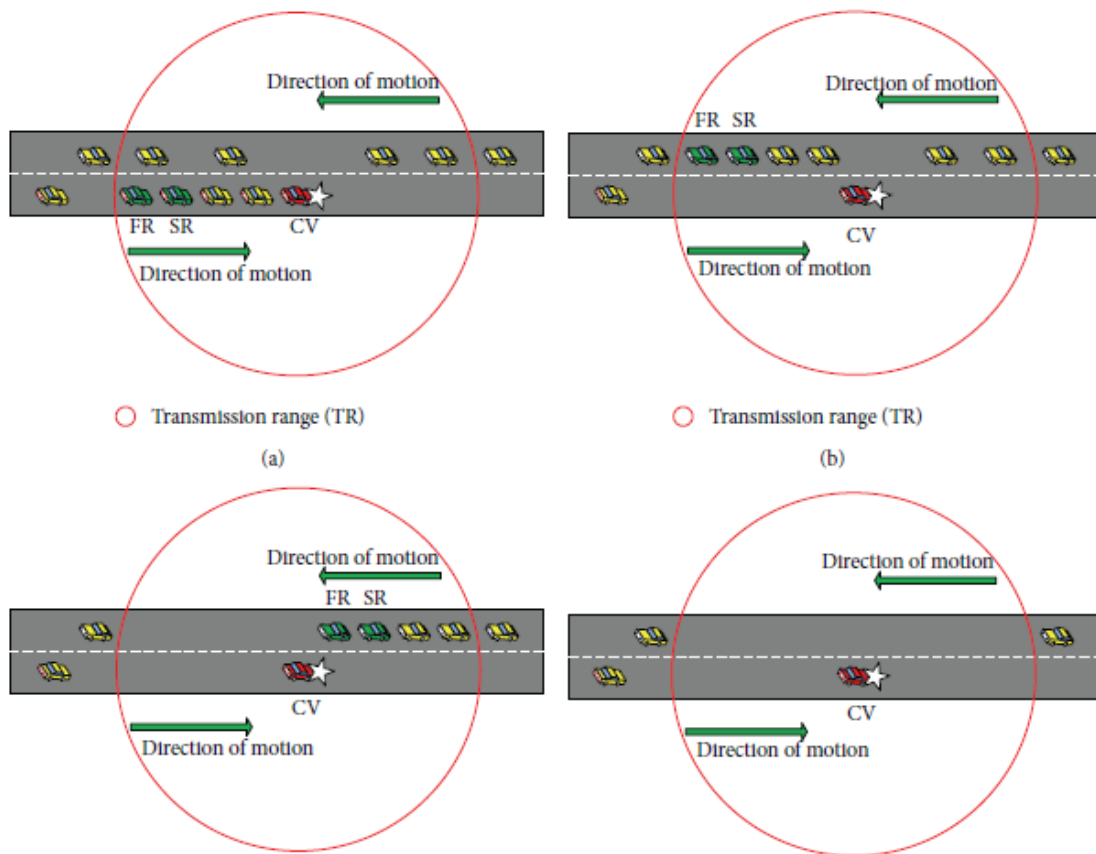 Direction of motion
FR SR
FR SR CV
Direction of motion
Transmission range (TR)
(a)
Direction of motion
FR SR
CV
Direction of motion
Transmission range (TR)
(b)
Direction of motion
FR SR
CV
Direction of motion
Direction of motion
CV
Direction of motion